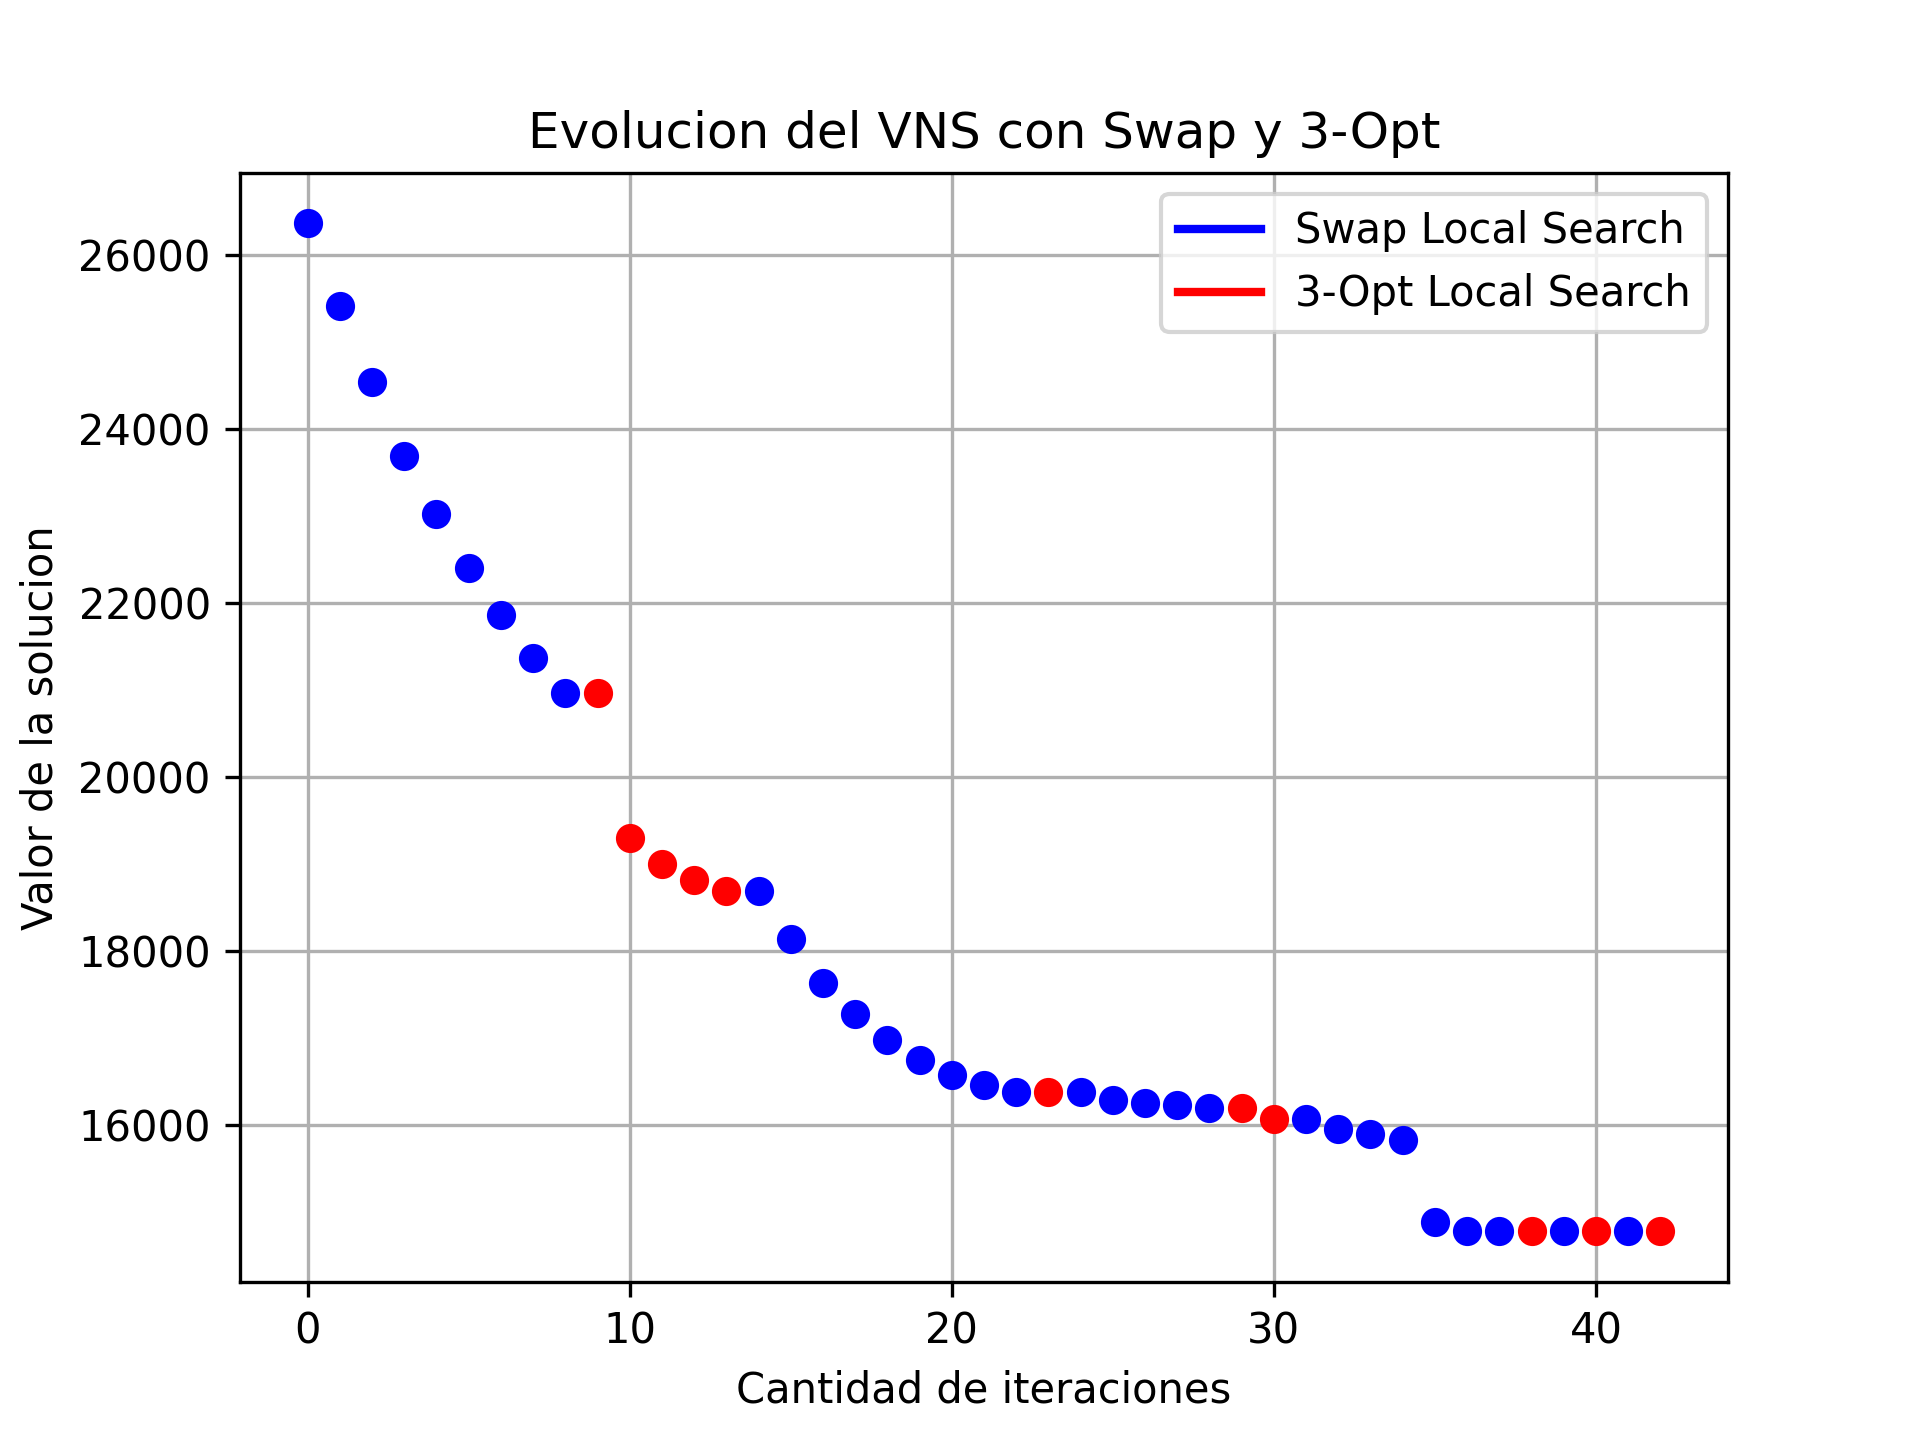 Evolucion del VNS con Swap y 3-Opt
Swap Local Search
3-Opt Local Search
26000
24000
22000
20000
18000
16000
Valor de la solucion
0 10 20 30 40
Cantidad de iteraciones